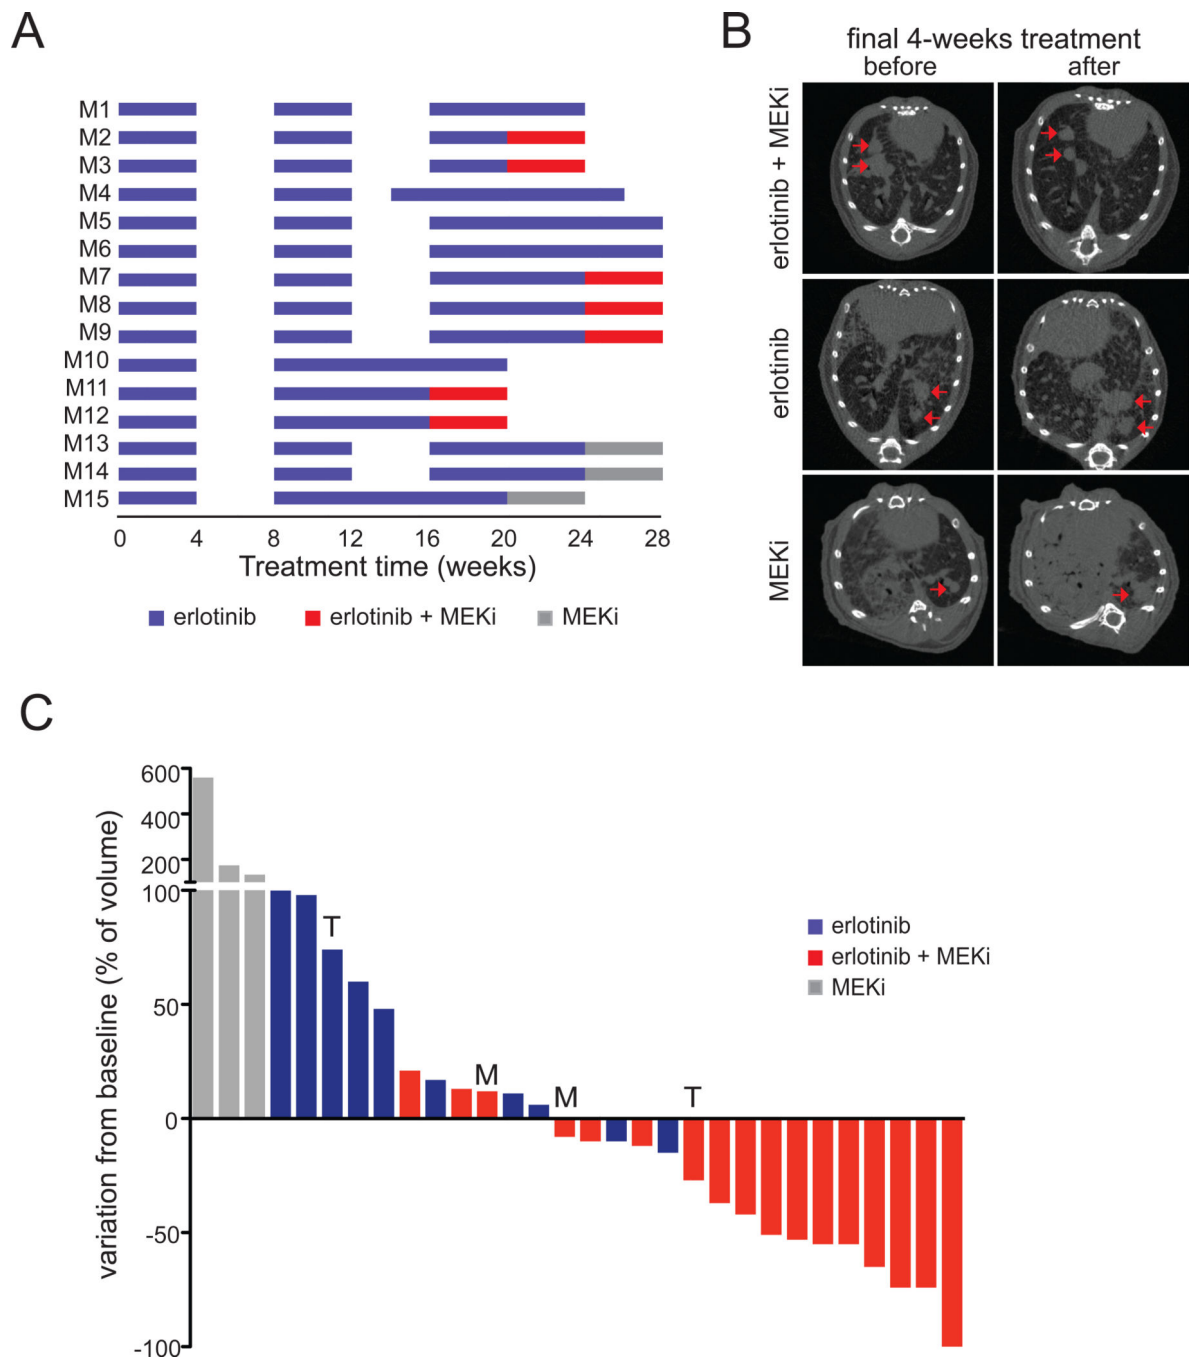 A
M1
M2
M3
M4
M5
M6
M7
M8
M9
M10
M11
M12
M13
M14
M15
0 4 8 12 16 20 24 28
Treatment time (weeks)
erlotinib erlotinib + MEKi MEKi
B
final 4-weeks treatment
before after
erlotinib + MEKi
erlotinib
MEKi
C
variation from baseline (% of volume)
600
400
200
100
50
0
-50
-100
T
M
M
T
erlotinib
erlotinib + MEKi
MEKi